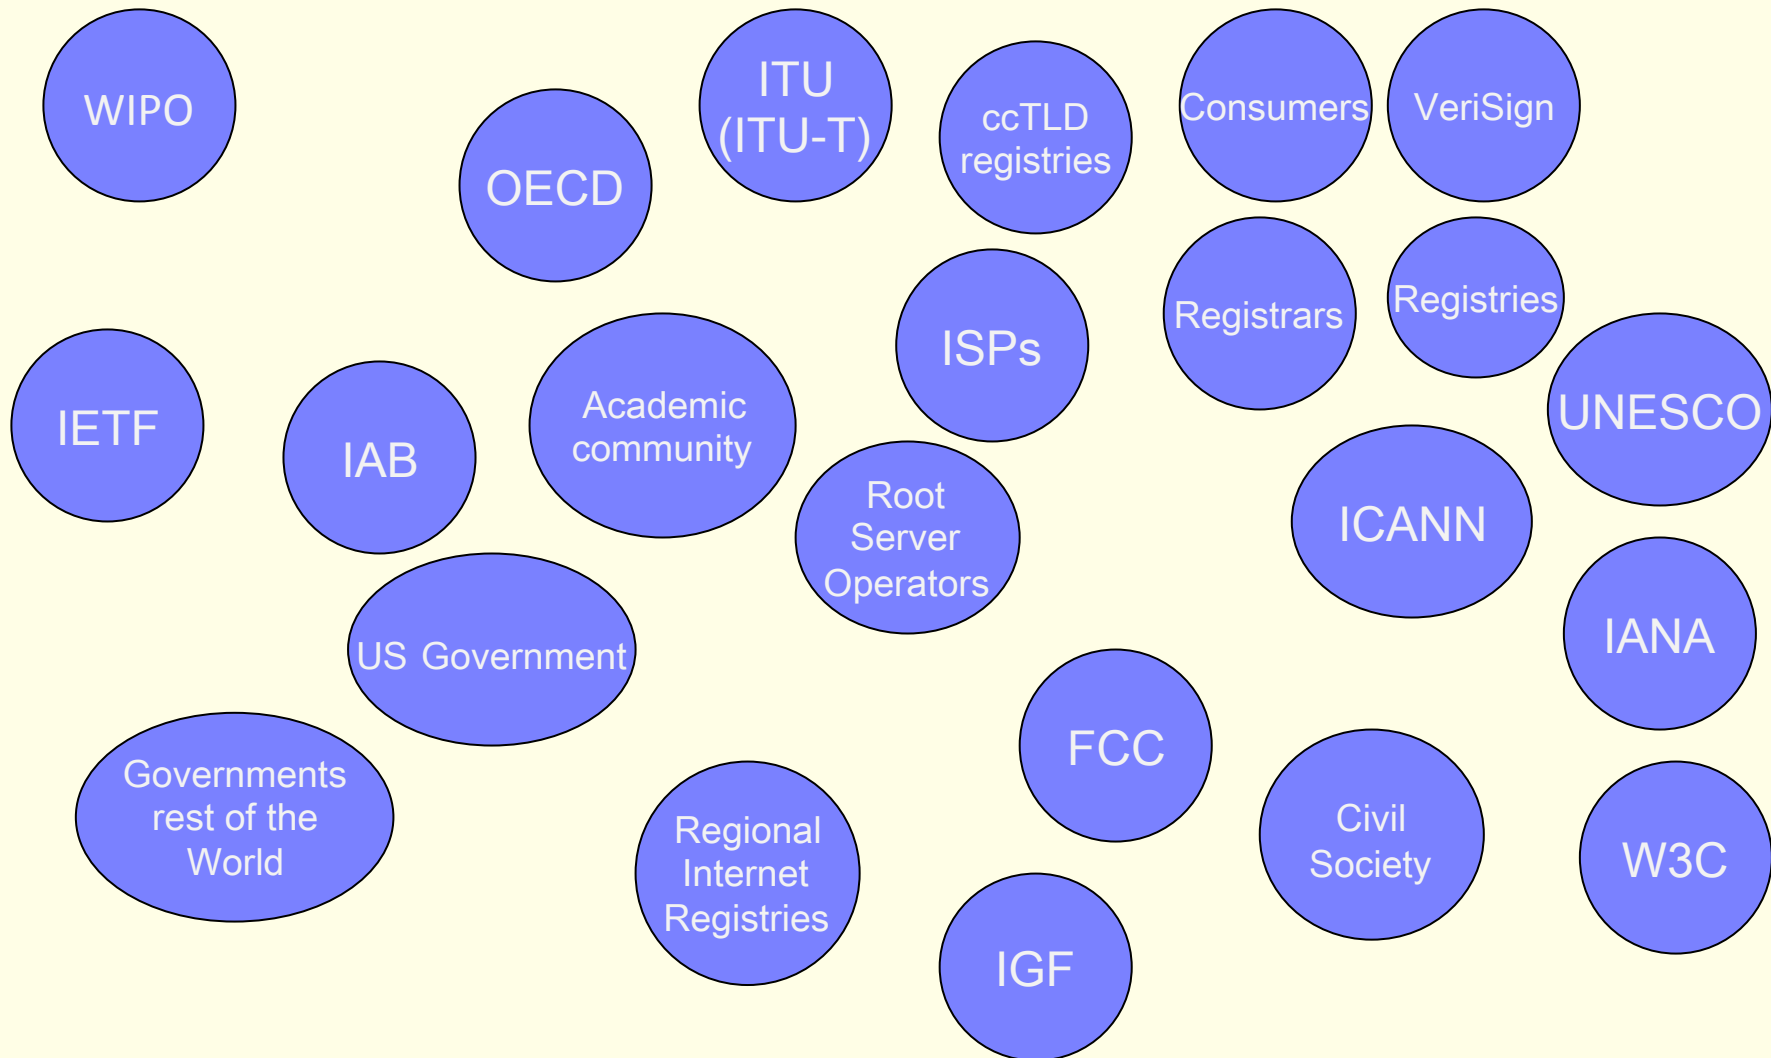 WIPO
OECD
ITU
(ITU-T)
ccTLD
registries
Consumers
VeriSign
IETF
IAB
Academic
community
ISPs
Registrars
Registries
UNESCO
Root
Server
Operators
ICANN
IANA
US Government
Governments
rest of the
World
Regional
Internet
Registries
FCC
IGF
Civil
Society
W3C